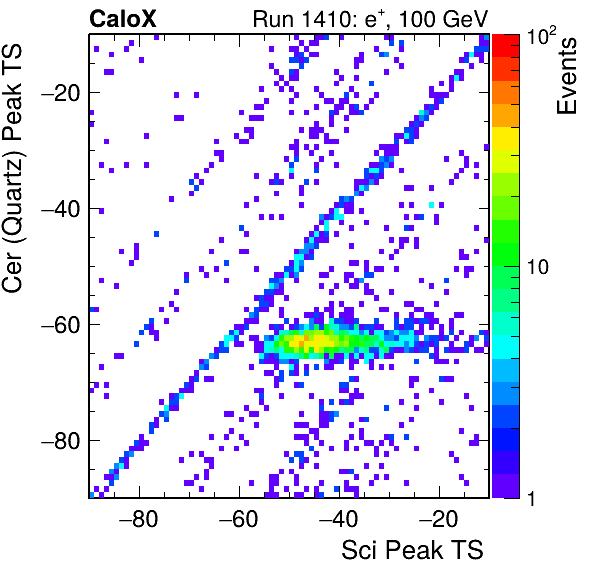 CaloX Run 1410: e⁺, 100 GeV
Cer (Quartz) Peak TS
−20
−40
−60
−80
−80 −60 −40 −20
Sci Peak TS
10²
10
1
Events